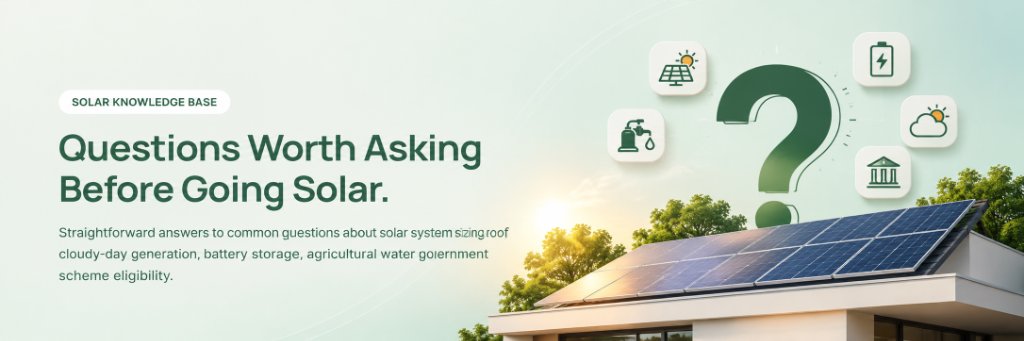 SOLAR KNOWLEDGE BASE
Questions Worth Asking
Before Going Solar.
Straightforward answers to common questions about solar system sizing roof
cloudy-day generation, battery storage, agricultural water goiernment
scheme eligibility.
?